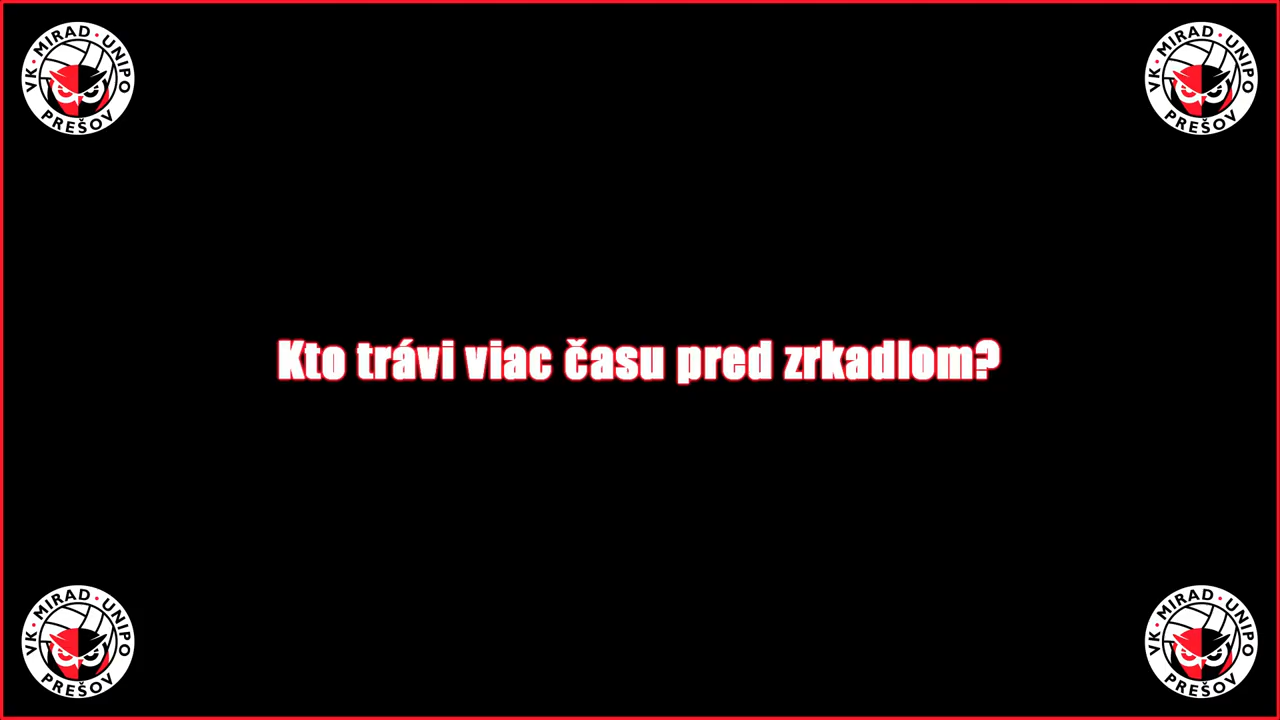 VK • MIRAD • UNIPO
PREŠOV
VK • MIRAD • UNIPO
PREŠOV
Kto trávi viac času pred zrkadlom?
VK • MIRAD • UNIPO
PREŠOV
VK • MIRAD • UNIPO
PREŠOV